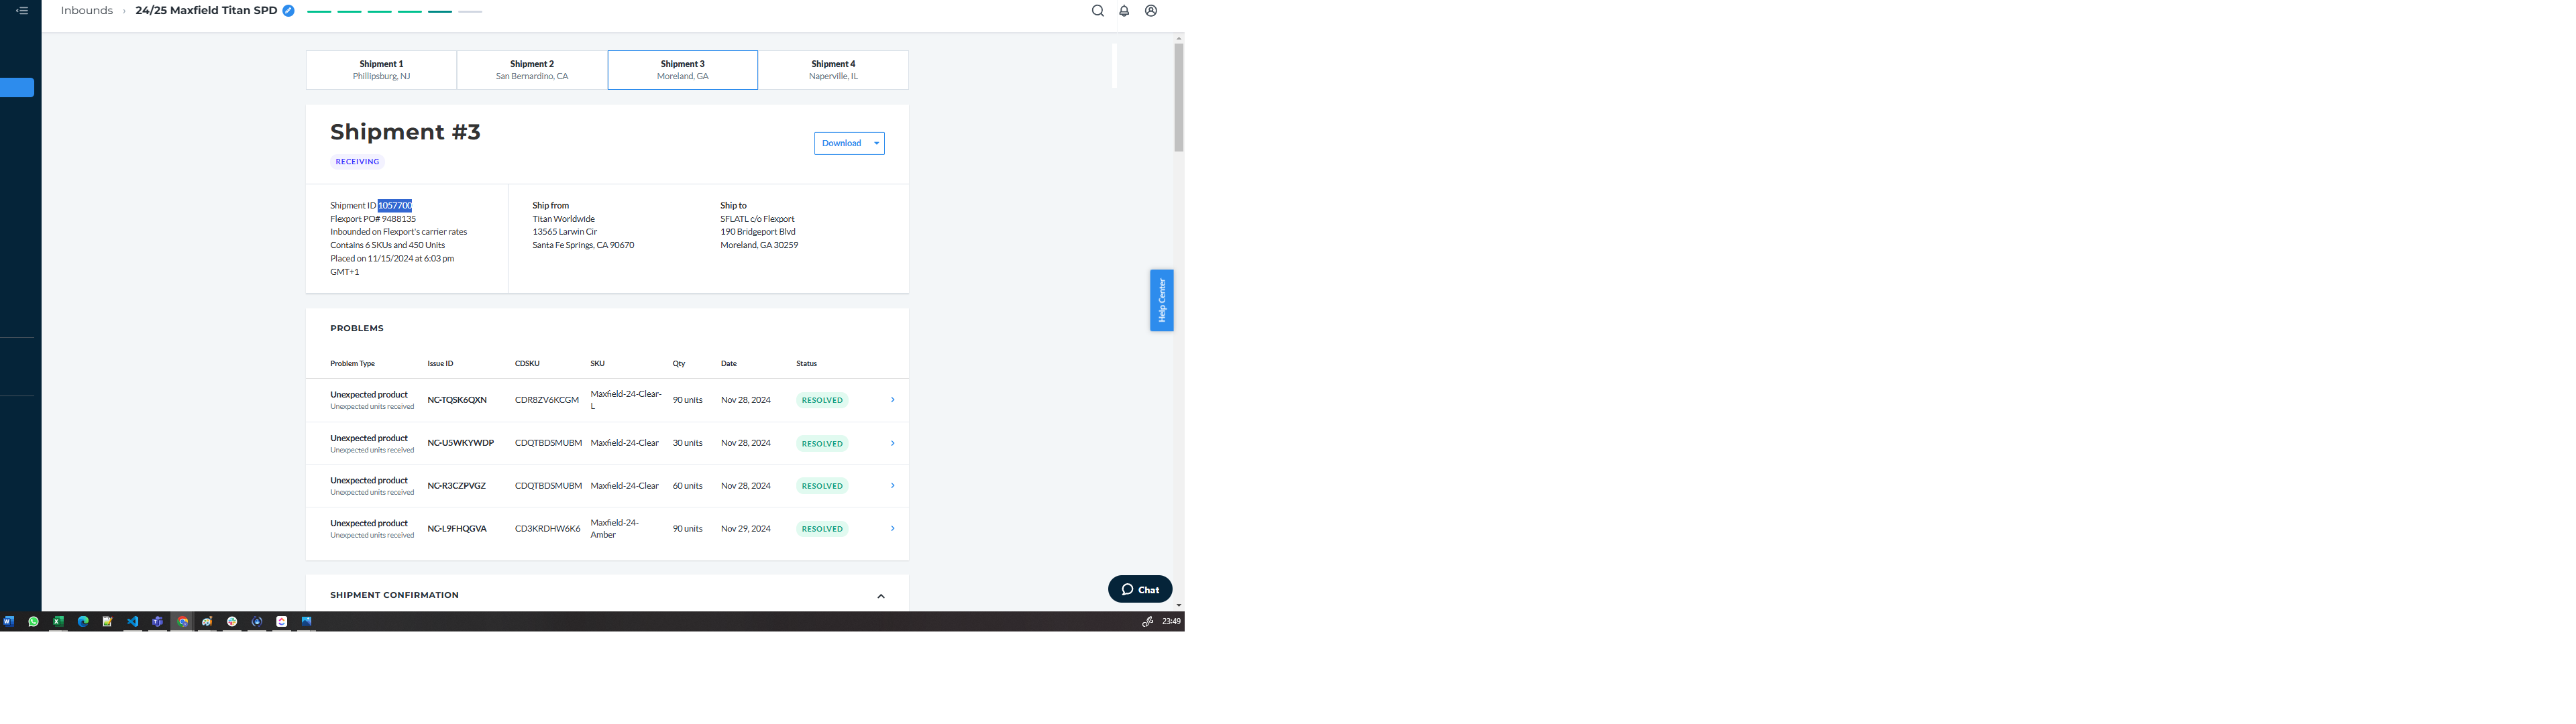 Inbounds › 24/25 Maxfield Titan SPD
Shipment 1
Phillipsburg, NJ
Shipment 2
San Bernardino, CA
Shipment 3
Moreland, GA
Shipment 4
Naperville, IL
Shipment #3
RECEIVING
Download
Shipment ID 1057700
Flexport PO# 9488135
Inbounded on Flexport's carrier rates
Contains 6 SKUs and 450 Units
Placed on 11/15/2024 at 6:03 pm
GMT+1
Ship from
Titan Worldwide
13565 Larwin Cir
Santa Fe Springs, CA 90670
Ship to
SFLATL c/o Flexport
190 Bridgeport Blvd
Moreland, GA 30259
Help Center
PROBLEMS
Problem Type Issue ID CDSKU SKU Qty Date Status
Unexpected product
Unexpected units received
NC-TQSK6QXN CDR8ZV6KCGM Maxfield-24-Clear-
L
90 units Nov 28, 2024 RESOLVED
Unexpected product
Unexpected units received
NC-U5WKYWDP CDQTBDSMUBM Maxfield-24-Clear 30 units Nov 28, 2024 RESOLVED
Unexpected product
Unexpected units received
NC-R3CZPVGZ CDQTBDSMUBM Maxfield-24-Clear 60 units Nov 28, 2024 RESOLVED
Unexpected product
Unexpected units received
NC-L9FHQGVA CD3KRDHW6K6 Maxfield-24-
Amber
90 units Nov 29, 2024 RESOLVED
SHIPMENT CONFIRMATION
Chat
23:49